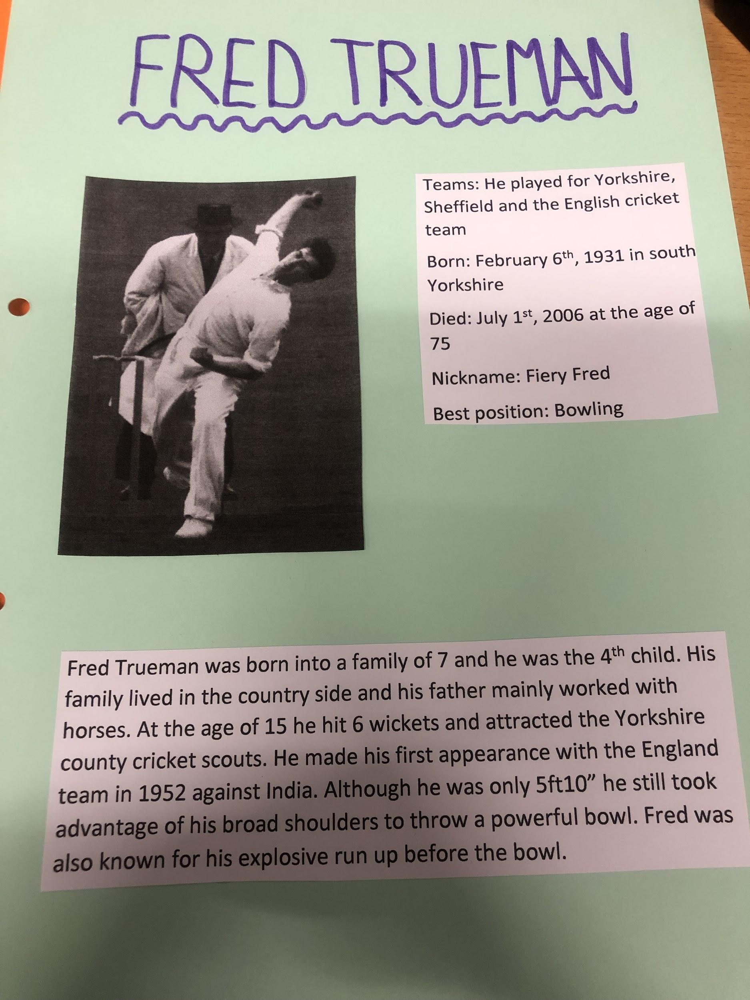 FRED TRUEMAN
Teams: He played for Yorkshire,
Sheffield and the English cricket
team
Born: February 6th, 1931 in south
Yorkshire
Died: July 1st, 2006 at the age of
75
Nickname: Fiery Fred
Best position: Bowling
Fred Trueman was born into a family of 7 and he was the 4th child. His
family lived in the country side and his father mainly worked with
horses. At the age of 15 he hit 6 wickets and attracted the Yorkshire
county cricket scouts. He made his first appearance with the England
team in 1952 against India. Although he was only 5ft10” he still took
advantage of his broad shoulders to throw a powerful bowl. Fred was
also known for his explosive run up before the bowl.